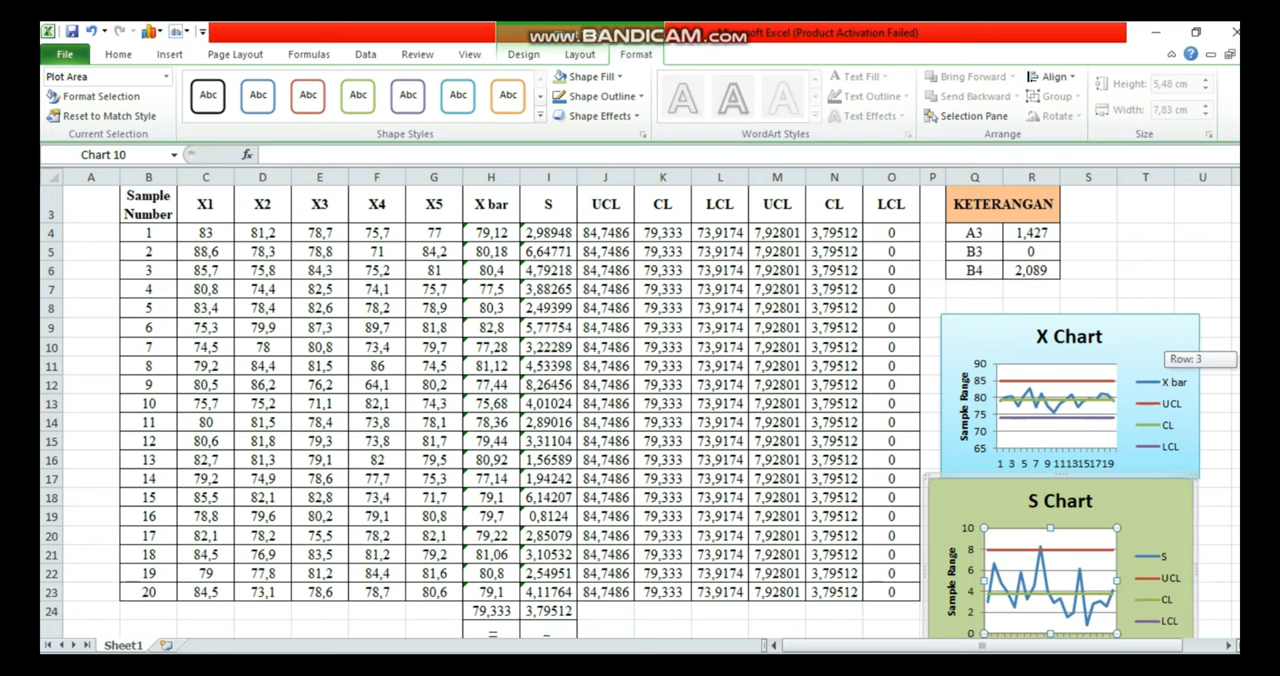 www.BANDICAM.com
Microsoft Excel (Product Activation Failed)
File Home Insert Page Layout Formulas Data Review View Design Layout Format
Plot Area
Format Selection
Reset to Match Style
Current Selection
Abc Abc Abc Abc Abc Abc Abc
Shape Styles
Shape Fill
Shape Outline
Shape Effects
Text Fill
Text Outline
Text Effects
WordArt Styles
Bring Forward
Send Backward
Selection Pane
Align
Group
Rotate
Arrange
Height: 5,48 cm
Width: 7,83 cm
Size
Chart 10 fx
A B C D E F G H I J K L M N O P Q R S T U
3 Sample Number X1 X2 X3 X4 X5 X bar S UCL CL LCL UCL CL LCL KETERANGAN
4 1 83 81,2 78,7 75,7 77 79,12 2,98948 84,7486 79,333 73,9174 7,92801 3,79512 0 A3 1,427
5 2 88,6 78,3 78,8 71 84,2 80,18 6,64771 84,7486 79,333 73,9174 7,92801 3,79512 0 B3 0
6 3 85,7 75,8 84,3 75,2 81 80,4 4,79218 84,7486 79,333 73,9174 7,92801 3,79512 0 B4 2,089
7 4 80,8 74,4 82,5 74,1 75,7 77,5 3,88265 84,7486 79,333 73,9174 7,92801 3,79512 0
8 5 83,4 78,4 82,6 78,2 78,9 80,3 2,49399 84,7486 79,333 73,9174 7,92801 3,79512 0
9 6 75,3 79,9 87,3 89,7 81,8 82,8 5,77754 84,7486 79,333 73,9174 7,92801 3,79512 0
10 7 74,5 78 80,8 73,4 79,7 77,28 3,22289 84,7486 79,333 73,9174 7,92801 3,79512 0
11 8 79,2 84,4 81,5 86 74,5 81,12 4,53398 84,7486 79,333 73,9174 7,92801 3,79512 0
12 9 80,5 86,2 76,2 64,1 80,2 77,44 8,26456 84,7486 79,333 73,9174 7,92801 3,79512 0
13 10 75,7 75,2 71,1 82,1 74,3 75,68 4,01024 84,7486 79,333 73,9174 7,92801 3,79512 0
14 11 80 81,5 78,4 73,8 78,1 78,36 2,89016 84,7486 79,333 73,9174 7,92801 3,79512 0
15 12 80,6 81,8 79,3 73,8 81,7 79,44 3,31104 84,7486 79,333 73,9174 7,92801 3,79512 0
16 13 82,7 81,3 79,1 82 79,5 80,92 1,56589 84,7486 79,333 73,9174 7,92801 3,79512 0
17 14 79,2 74,9 78,6 77,7 75,3 77,14 1,94242 84,7486 79,333 73,9174 7,92801 3,79512 0
18 15 85,5 82,1 82,8 73,4 71,7 79,1 6,14207 84,7486 79,333 73,9174 7,92801 3,79512 0
19 16 78,8 79,6 80,2 79,1 80,8 79,7 0,8124 84,7486 79,333 73,9174 7,92801 3,79512 0
20 17 82,1 78,2 75,5 78,2 82,1 79,22 2,85079 84,7486 79,333 73,9174 7,92801 3,79512 0
21 18 84,5 76,9 83,5 81,2 79,2 81,06 3,10532 84,7486 79,333 73,9174 7,92801 3,79512 0
22 19 79 77,8 81,2 84,4 81,6 80,8 2,54951 84,7486 79,333 73,9174 7,92801 3,79512 0
23 20 84,5 73,1 78,6 78,7 80,6 79,1 4,11764 84,7486 79,333 73,9174 7,92801 3,79512 0
24 79,333 3,79512
X Chart
Row: 3
Sample Range
90
85
80
75
70
65
1 3 5 7 9 11 13 15 17 19
X bar
UCL
CL
LCL
S Chart
Sample Range
10
8
6
4
2
0
S
UCL
CL
LCL
Sheet1